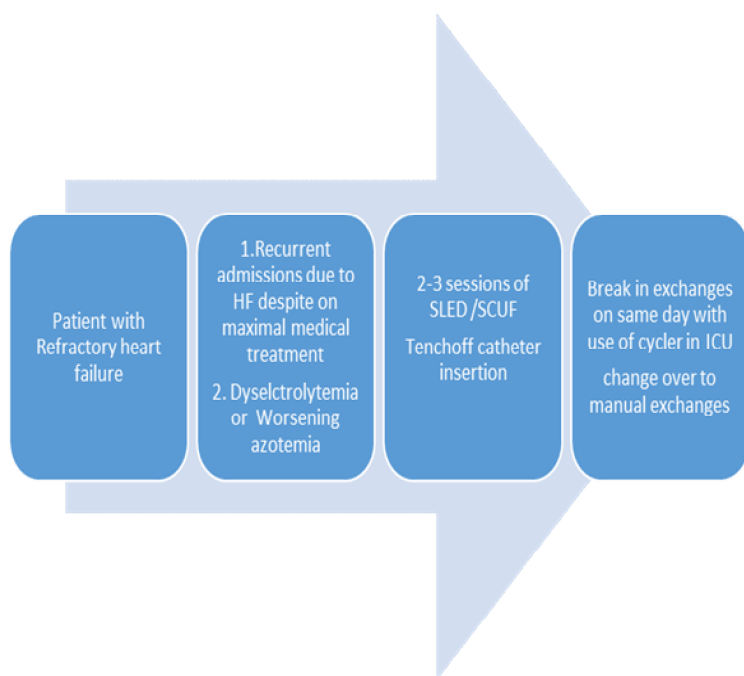 Patient with
Refractory heart
failure
1.Recurrent
admissions due to
HF despite on
maximal medical
treatment
2. Dyselctrolytemia
or Worsening
azotemia
2-3 sessions of
SLED /SCUF
Tenchoff catheter
insertion
Break in exchanges
on same day with
use of cycler in ICU
change over to
manual exchanges